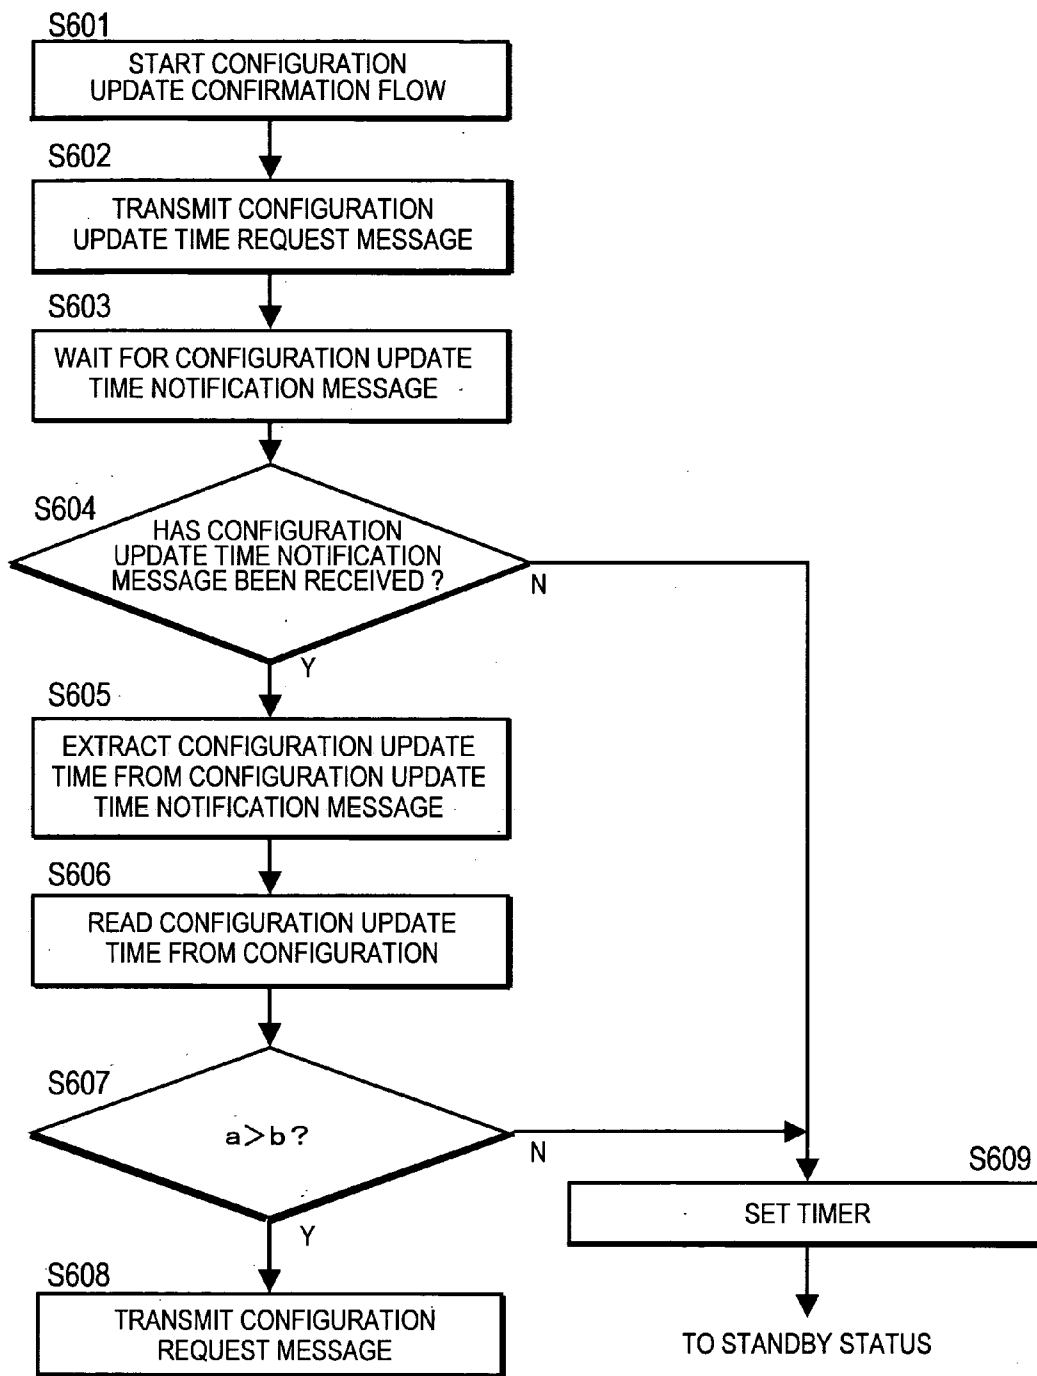 S601
START CONFIGURATION
UPDATE CONFIRMATION FLOW
S602
TRANSMIT CONFIGURATION
UPDATE TIME REQUEST MESSAGE
S603
WAIT FOR CONFIGURATION UPDATE
TIME NOTIFICATION MESSAGE
S604
HAS CONFIGURATION
UPDATE TIME NOTIFICATION
MESSAGE BEEN RECEIVED ?
N
Y
S605
EXTRACT CONFIGURATION UPDATE
TIME FROM CONFIGURATION UPDATE
TIME NOTIFICATION MESSAGE
S606
READ CONFIGURATION UPDATE
TIME FROM CONFIGURATION
S607
a>b?
N
Y
S609
SET TIMER
S608
TRANSMIT CONFIGURATION
REQUEST MESSAGE
TO STANDBY STATUS